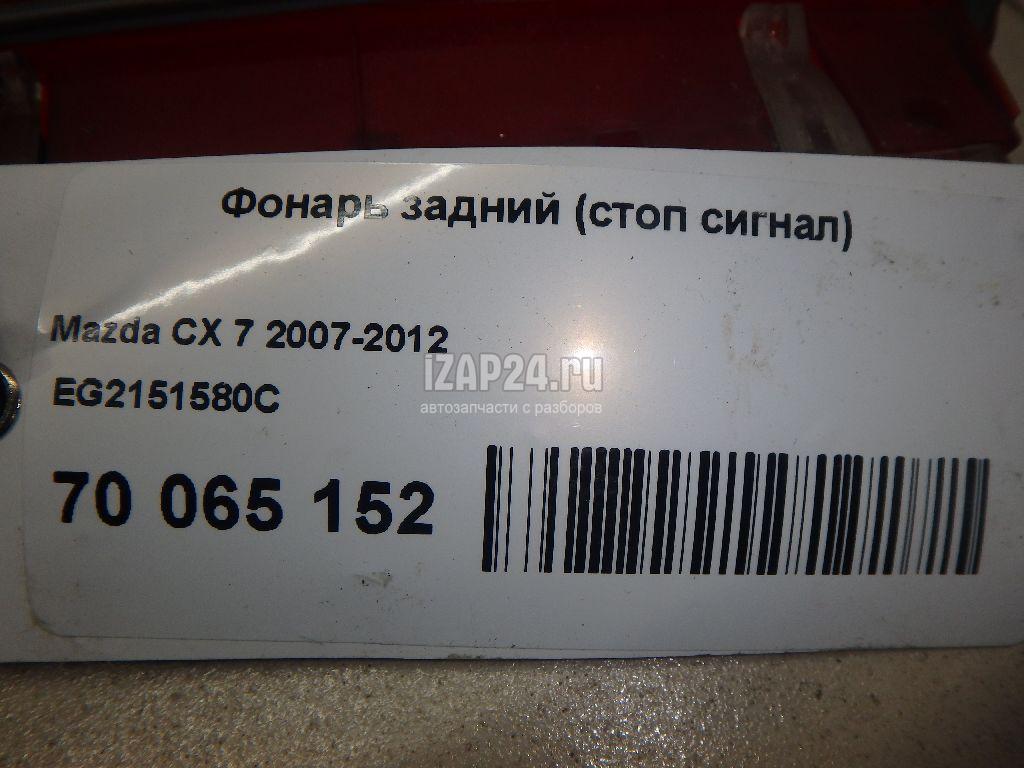 Фонарь задний (стоп сигнал)
Mazda CX 7 2007-2012
iZAP24.ru
EG2151580C
автозапчасти с разборов
70 065 152